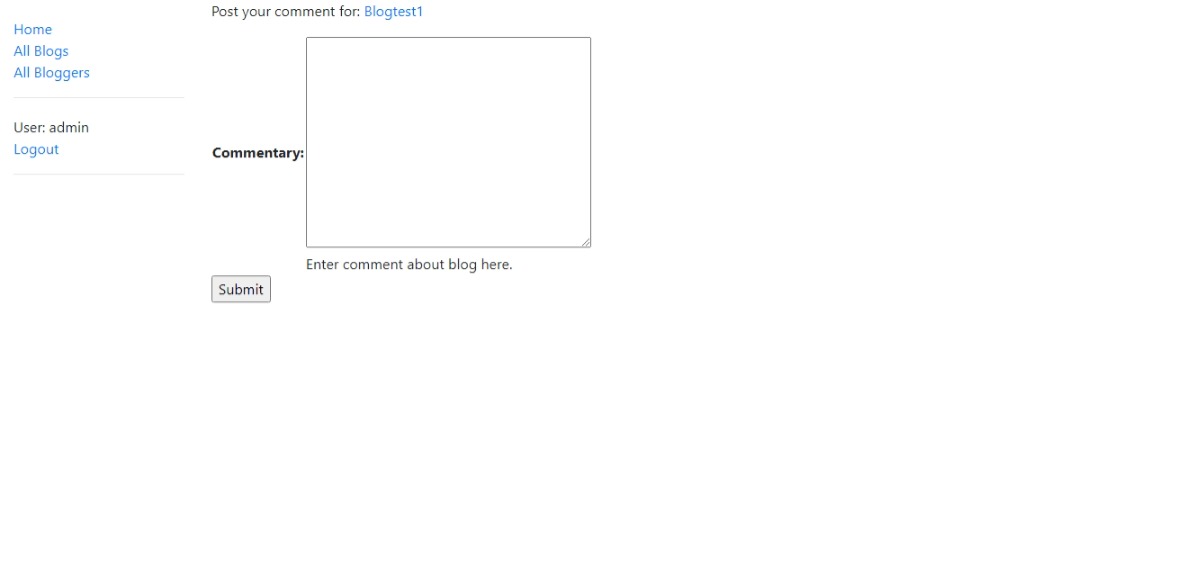 Home
All Blogs
All Bloggers
User: admin
Logout
Post your comment for: Blogtest1
Commentary:
Enter comment about blog here.
Submit